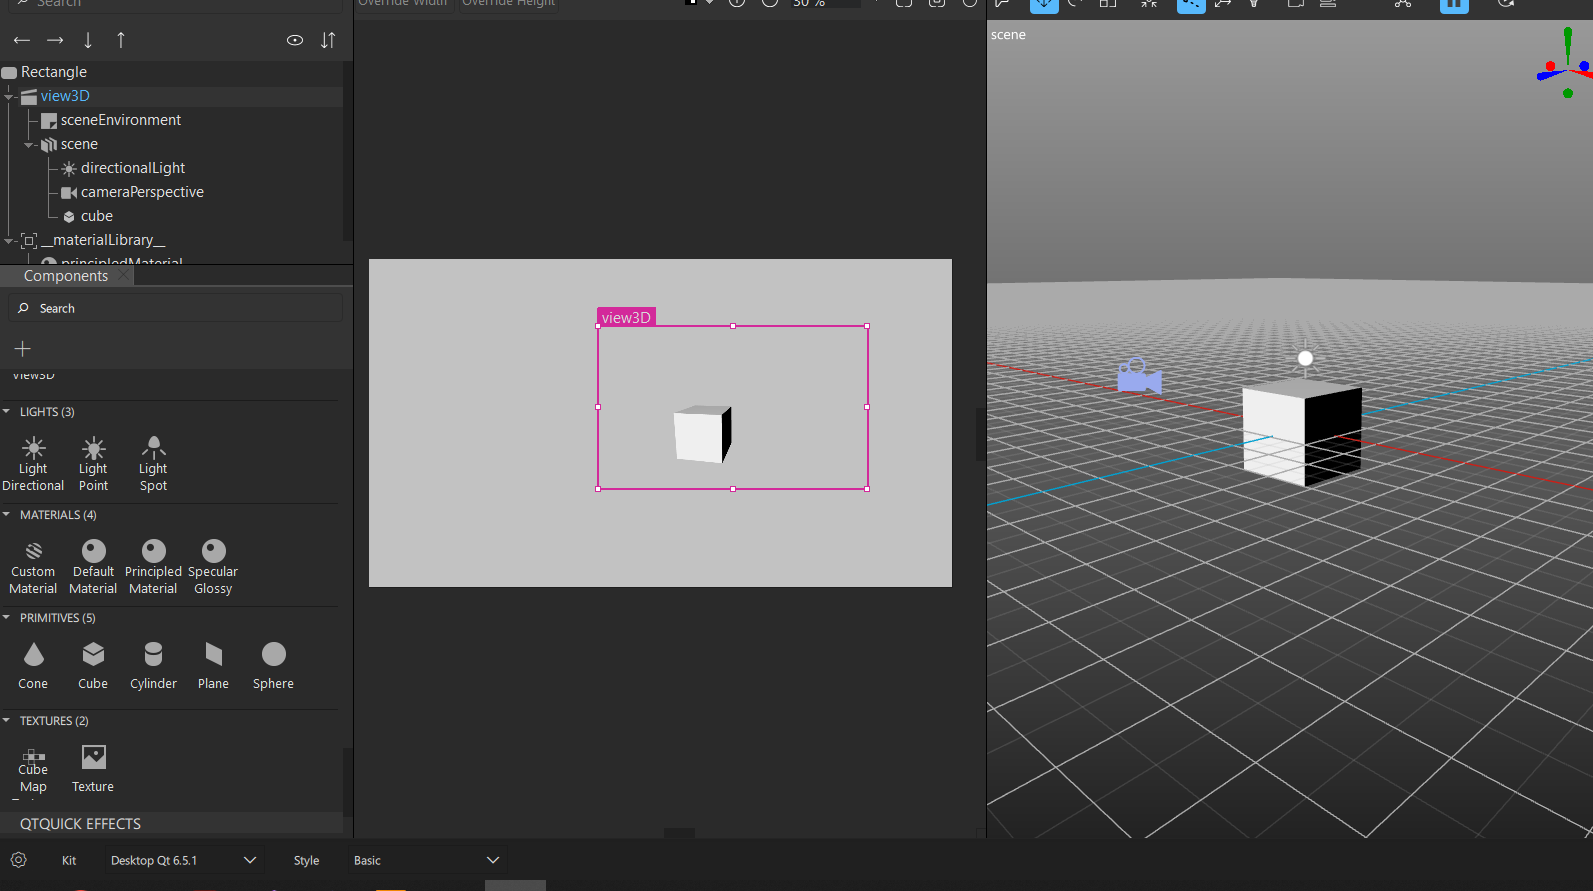 Search
Override Width Override Height
50 %
scene
Rectangle
view3D
sceneEnvironment
scene
directionalLight
cameraPerspective
cube
__materialLibrary__
principledMaterial
Components
Search
View3D
view3D
LIGHTS (3)
Light Directional
Light Point
Light Spot
MATERIALS (4)
Custom Material
Default Material
Principled Material
Specular Glossy
PRIMITIVES (5)
Cone
Cube
Cylinder
Plane
Sphere
TEXTURES (2)
Cube Map
Texture
QTQUICK EFFECTS
Kit
Desktop Qt 6.5.1
Style
Basic